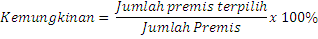 Kemungkinan = Jumlah premis terpilih / Jumlah Premis x 100%